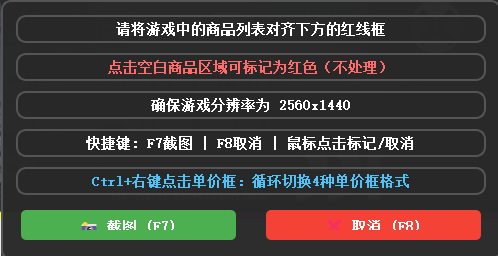 请将游戏中的商品列表对齐下方的红线框
点击空白商品区域可标记为红色（不处理）
确保游戏分辨率为 2560x1440
快捷键：F7截图 | F8取消 | 鼠标点击标记/取消
Ctrl+右键点击单价框：循环切换4种单价框格式
截图 (F7)
取消 (F8)